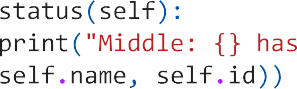 status(self):
print("Middle: {} has
self.name, self.id))